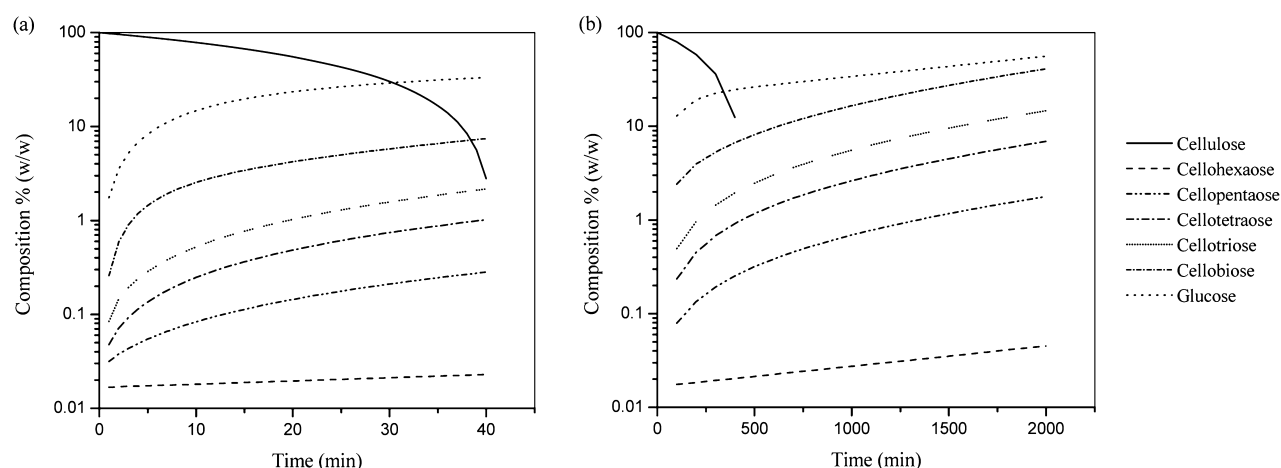 (a)
100
10
1
0.1
0.01
Composition % (w/w)
0 10 20 30 40
Time (min)
(b)
100
10
1
0.1
0.01
Composition % (w/w)
0 500 1000 1500 2000
Time (min)
Cellulose
Cellohexaose
Cellopentaose
Cellotetraose
Cellotriose
Cellobiose
Glucose